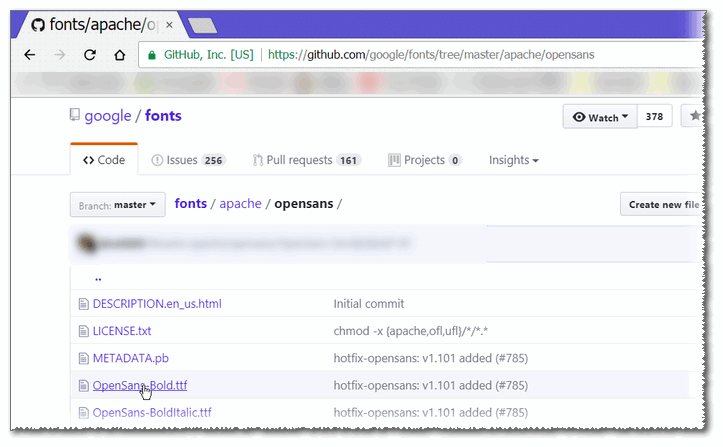 fonts/apache/o
GitHub, Inc. [US] https://github.com/google/fonts/tree/master/apache/opensans
google / fonts
Watch 378
Code Issues 256 Pull requests 161 Projects 0 Insights
Branch: master fonts / apache / opensans / Create new file
..
DESCRIPTION.en_us.html Initial commit
LICENSE.txt chmod -x {apache,ofl,ufl}/*/*.*
METADATA.pb hotfix-opensans: v1.101 added (#785)
OpenSans-Bold.ttf hotfix-opensans: v1.101 added (#785)
OpenSans-BoldItalic.ttf hotfix-opensans: v1.101 added (#785)